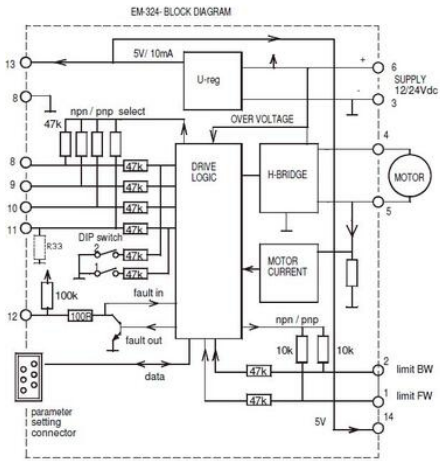 EM-324- BLOCK DIAGRAM
5V/ 10mA
13
U-reg
+
6
SUPPLY
12/24Vdc
-
3
8
47k
npn / pnp select
OVER VOLTAGE
4
8
47k
DRIVE
LOGIC
H-BRIDGE
MOTOR
9
47k
10
47k
5
11
47k
R33
DIP switch
2
47k
1
47k
MOTOR
CURRENT
100k
fault in
12
100R
fault out
npn / pnp
10k
10k
data
47k
2
limit BW
47k
1
limit FW
parameter
setting
connector
5V
14